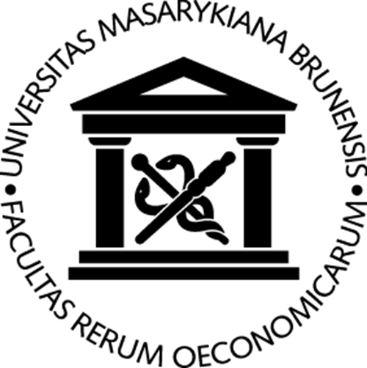 UNIVERSITAS MASARYKIANA BRUNENSIS
• FACULTAS RERUM OECONOMICARUM •